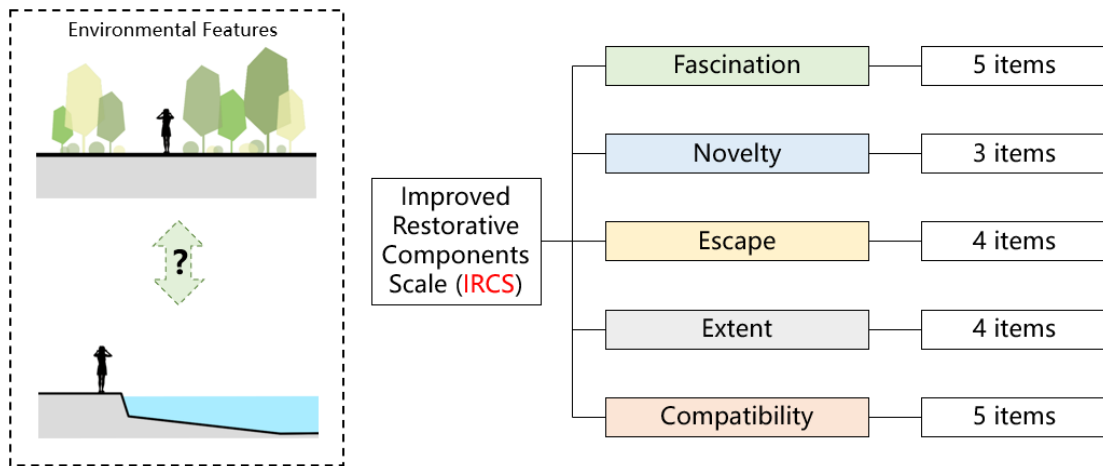 Environmental Features
?
Improved
Restorative
Components
Scale (IRCS)
Fascination
5 items
Novelty
3 items
Escape
4 items
Extent
4 items
Compatibility
5 items